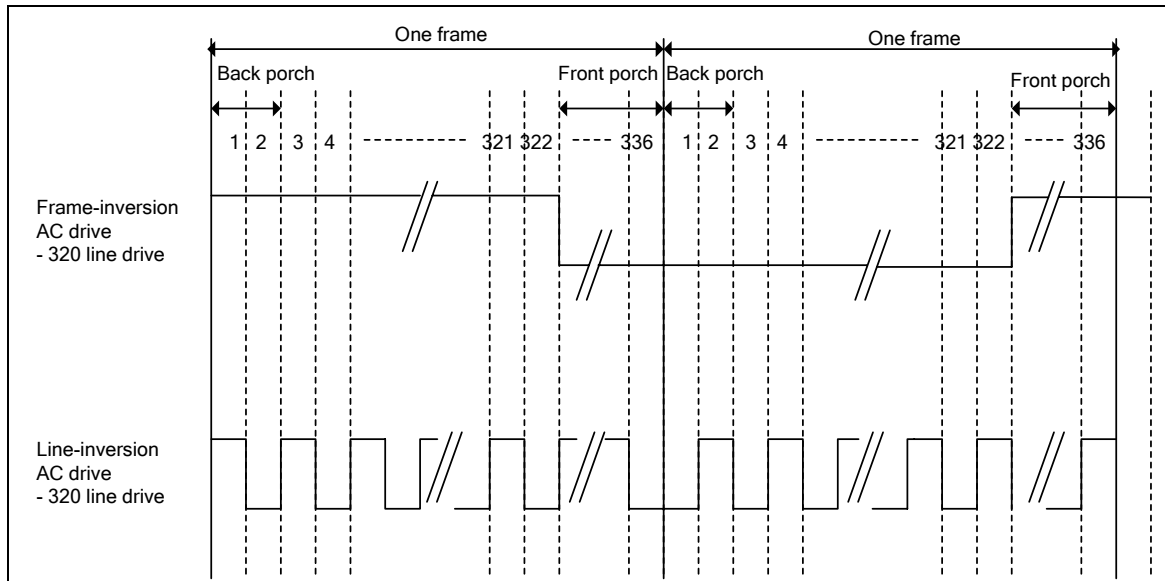 One frame
One frame
Back porch
Front porch
Back porch
Front porch
1 2 3 4 321 322 336 1 2 3 4 321 322 336
Frame-inversion
AC drive
- 320 line drive
Line-inversion
AC drive
- 320 line drive